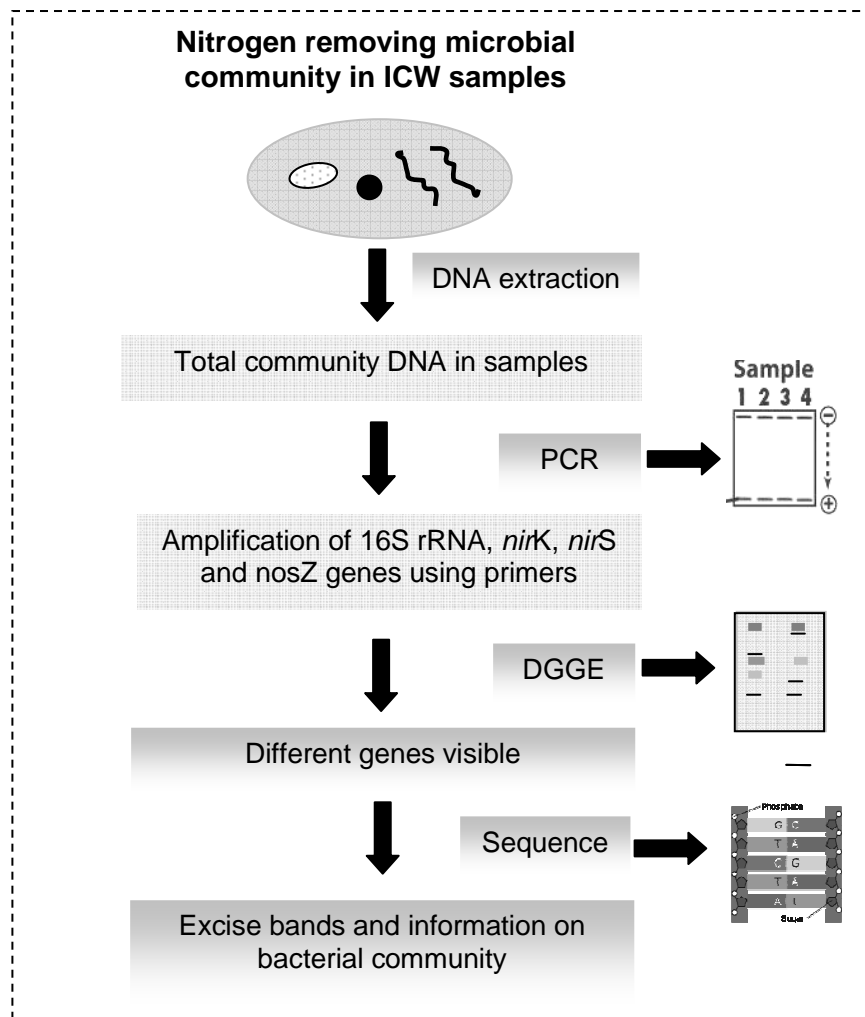 Nitrogen removing microbial
community in ICW samples
DNA extraction
Total community DNA in samples
Sample
1 2 3 4
−
+
PCR
Amplification of 16S rRNA, nirK, nirS
and nosZ genes using primers
DGGE
Different genes visible
Phosphate
G C
T A
C G
T A
A T
Sugar
Sequence
Excise bands and information on
bacterial community